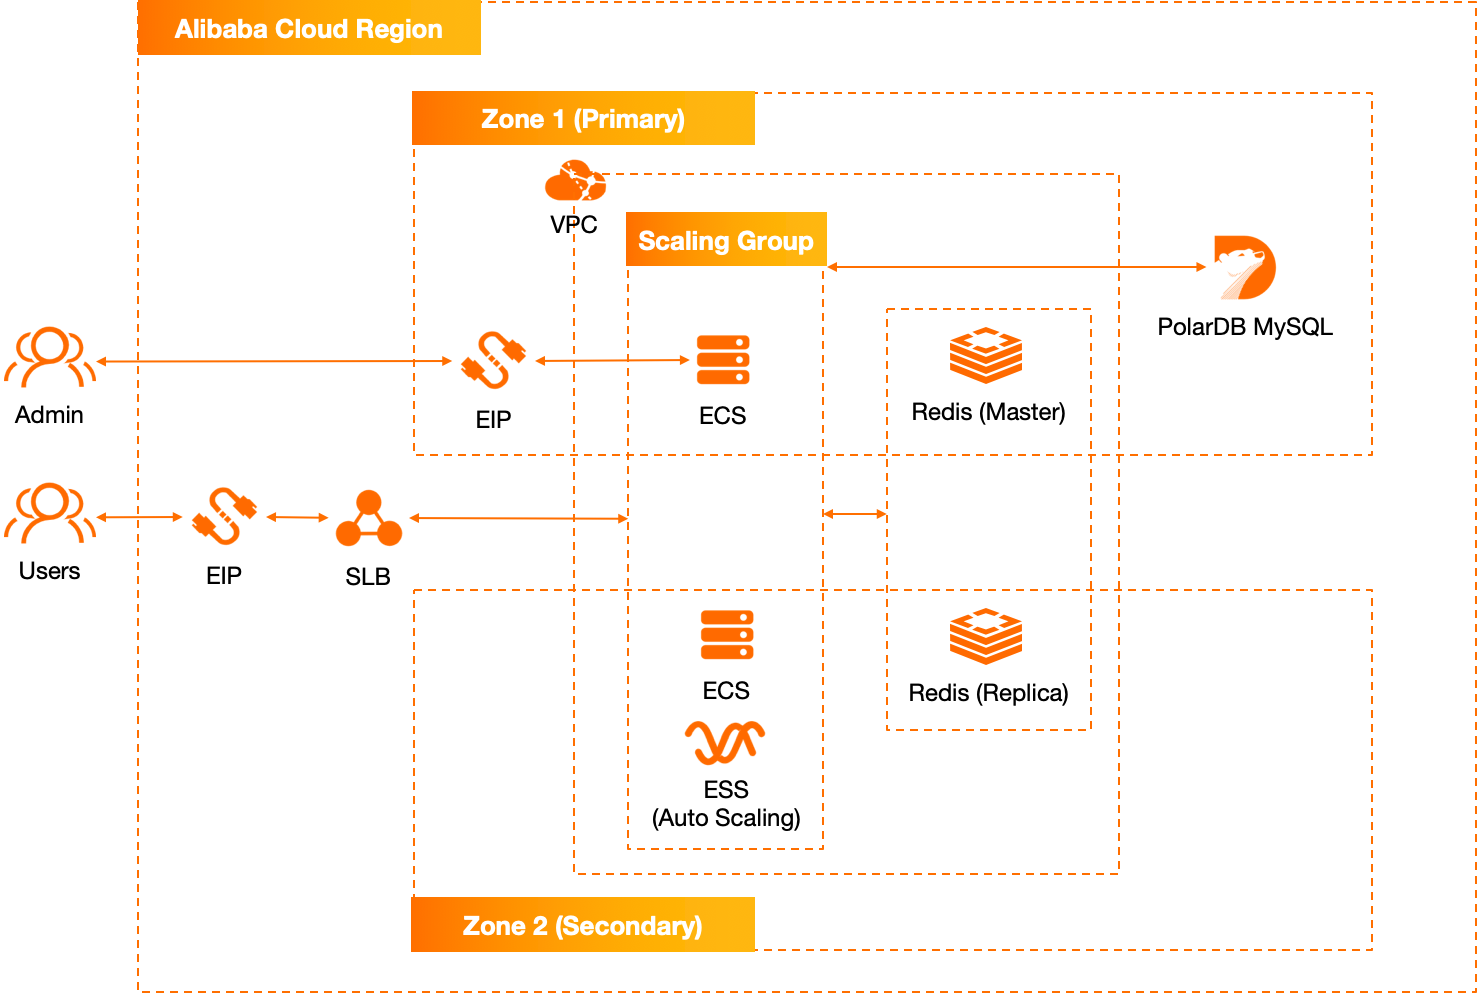 Alibaba Cloud Region
Zone 1 (Primary)
VPC
Scaling Group
PolarDB MySQL
Admin
EIP
ECS
Redis (Master)
Users
EIP
SLB
ECS
Redis (Replica)
ESS
(Auto Scaling)
Zone 2 (Secondary)